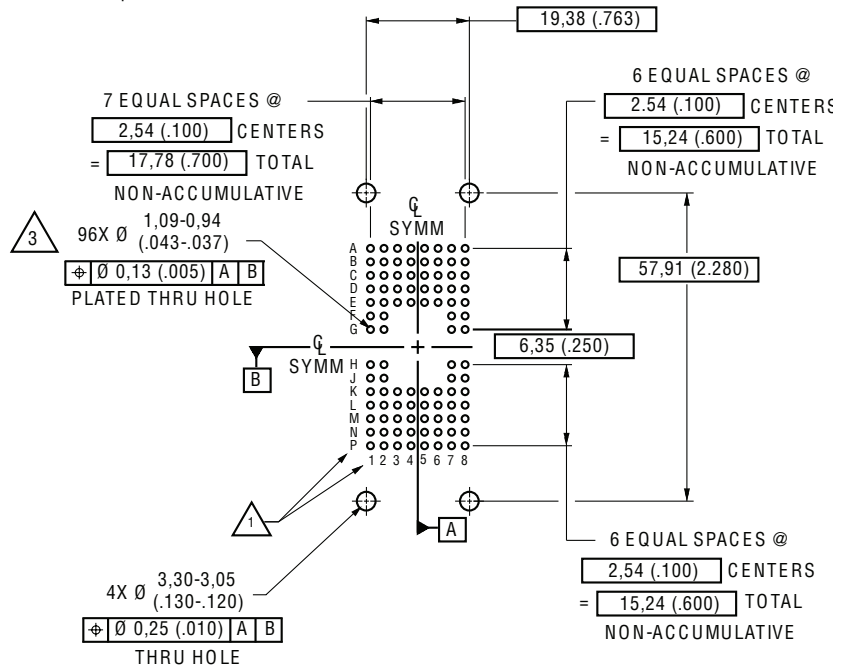 19,38 (.763)
7 EQUAL SPACES @
2,54 (.100) CENTERS
= 17,78 (.700) TOTAL
NON-ACCUMULATIVE
6 EQUAL SPACES @
2.54 (.100) CENTERS
= 15,24 (.600) TOTAL
NON-ACCUMULATIVE
3
96X Ø 1,09-0,94
(.043-.037)
⌖ Ø 0,13 (.005) A B
PLATED THRU HOLE
℄
SYMM
A
B
C
D
E
F
G
57,91 (2.280)
℄
SYMM
B
6,35 (.250)
H
J
K
L
M
N
P
1 2 3 4 5 6 7 8
1
A
4X Ø 3,30-3,05
(.130-.120)
⌖ Ø 0,25 (.010) A B
THRU HOLE
6 EQUAL SPACES @
2,54 (.100) CENTERS
= 15,24 (.600) TOTAL
NON-ACCUMULATIVE